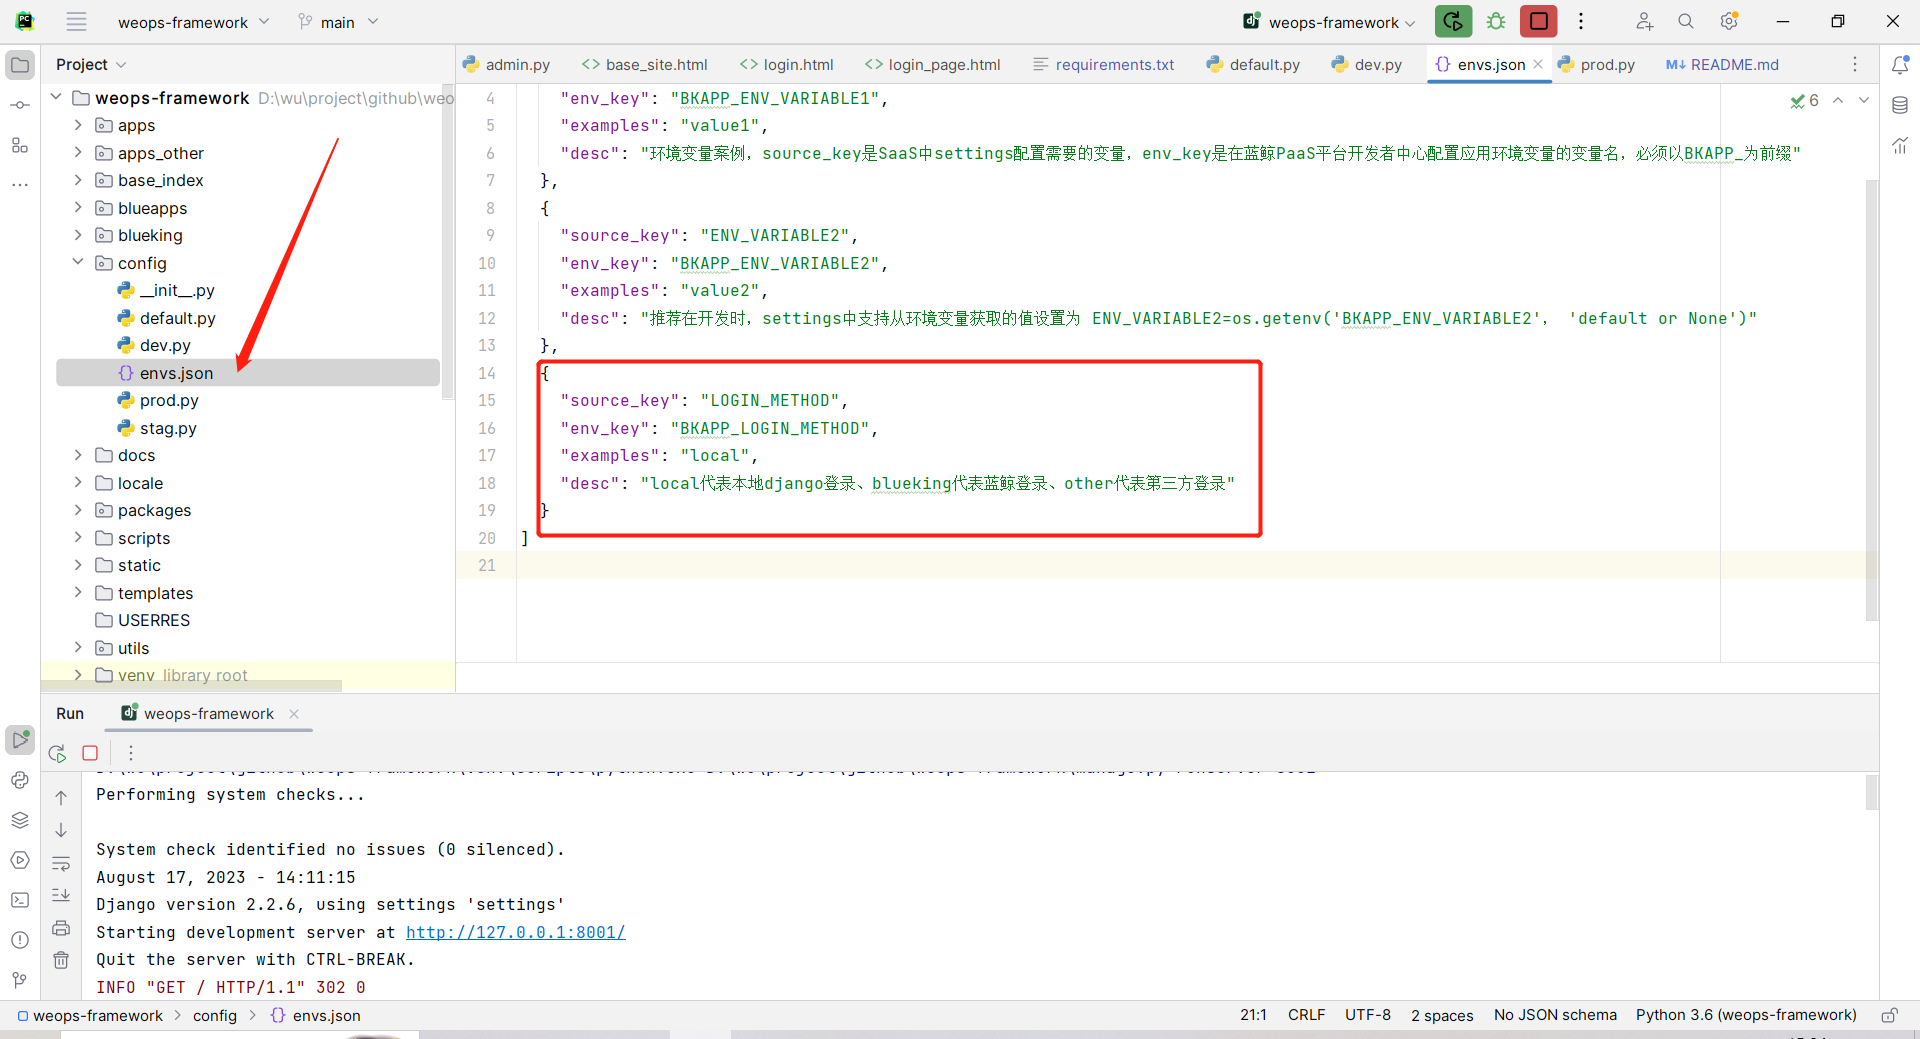 weops-framework
main
weops-framework
Project
admin.py
base_site.html
login.html
login_page.html
requirements.txt
default.py
dev.py
envs.json
prod.py
README.md
weops-framework D:\wu\project\github\weo
apps
apps_other
base_index
blueapps
blueking
config
__init__.py
default.py
dev.py
envs.json
prod.py
stag.py
docs
locale
packages
scripts
static
templates
USERRES
utils
venv library root
6
4 "env_key": "BKAPP_ENV_VARIABLE1",
5 "examples": "value1",
6 "desc": "环境变量案例，source_key是SaaS中settings配置需要的变量，env_key是在蓝鲸PaaS平台开发者中心配置应用环境变量的变量名，必须以BKAPP_为前缀"
7 },
8 {
9 "source_key": "ENV_VARIABLE2",
10 "env_key": "BKAPP_ENV_VARIABLE2",
11 "examples": "value2",
12 "desc": "推荐在开发时，settings中支持从环境变量获取的值设置为 ENV_VARIABLE2=os.getenv('BKAPP_ENV_VARIABLE2'， 'default or None')"
13 },
14 {
15 "source_key": "LOGIN_METHOD",
16 "env_key": "BKAPP_LOGIN_METHOD",
17 "examples": "local",
18 "desc": "local代表本地django登录、blueking代表蓝鲸登录、other代表第三方登录"
19 }
20 ]
21
Run
weops-framework
Performing system checks...
System check identified no issues (0 silenced).
August 17, 2023 - 14:11:15
Django version 2.2.6, using settings 'settings'
Starting development server at http://127.0.0.1:8001/
Quit the server with CTRL-BREAK.
INFO "GET / HTTP/1.1" 302 0
weops-framework > config > envs.json
21:1 CRLF UTF-8 2 spaces No JSON schema Python 3.6 (weops-framework)